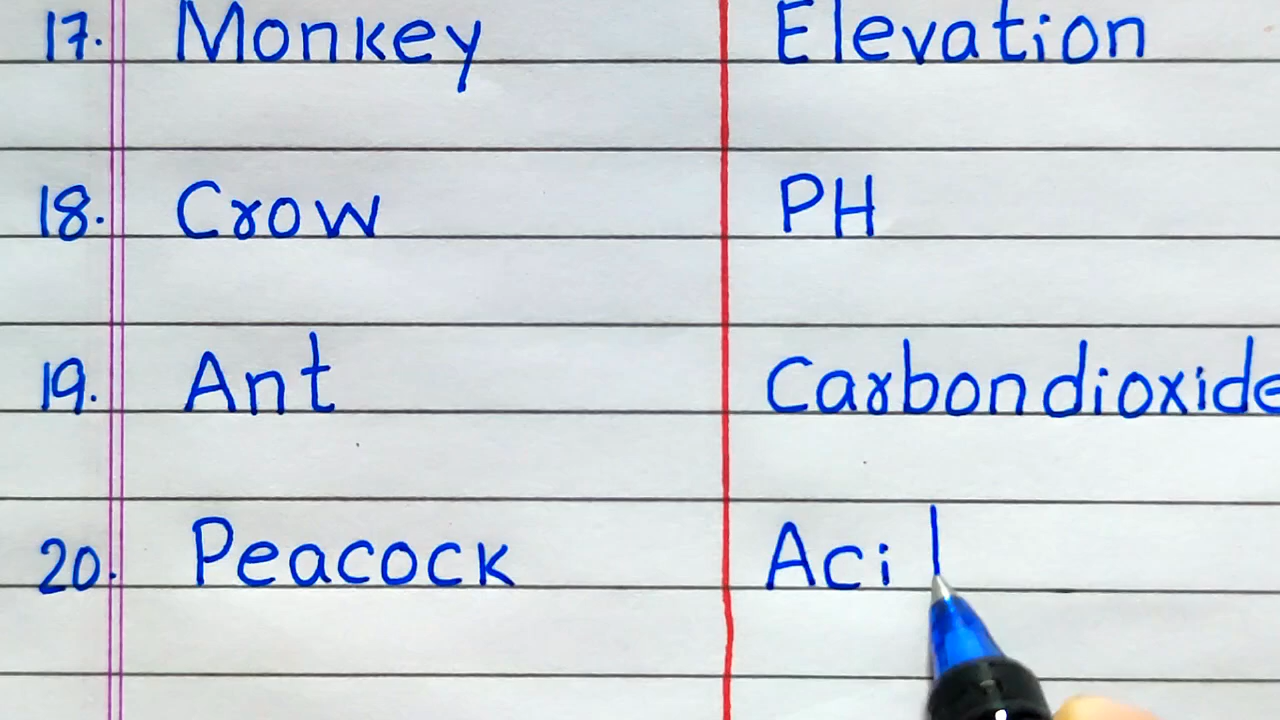 17. Monkey Elevation
18. Crow PH
19. Ant Carbondioxide
20. Peacock Aci